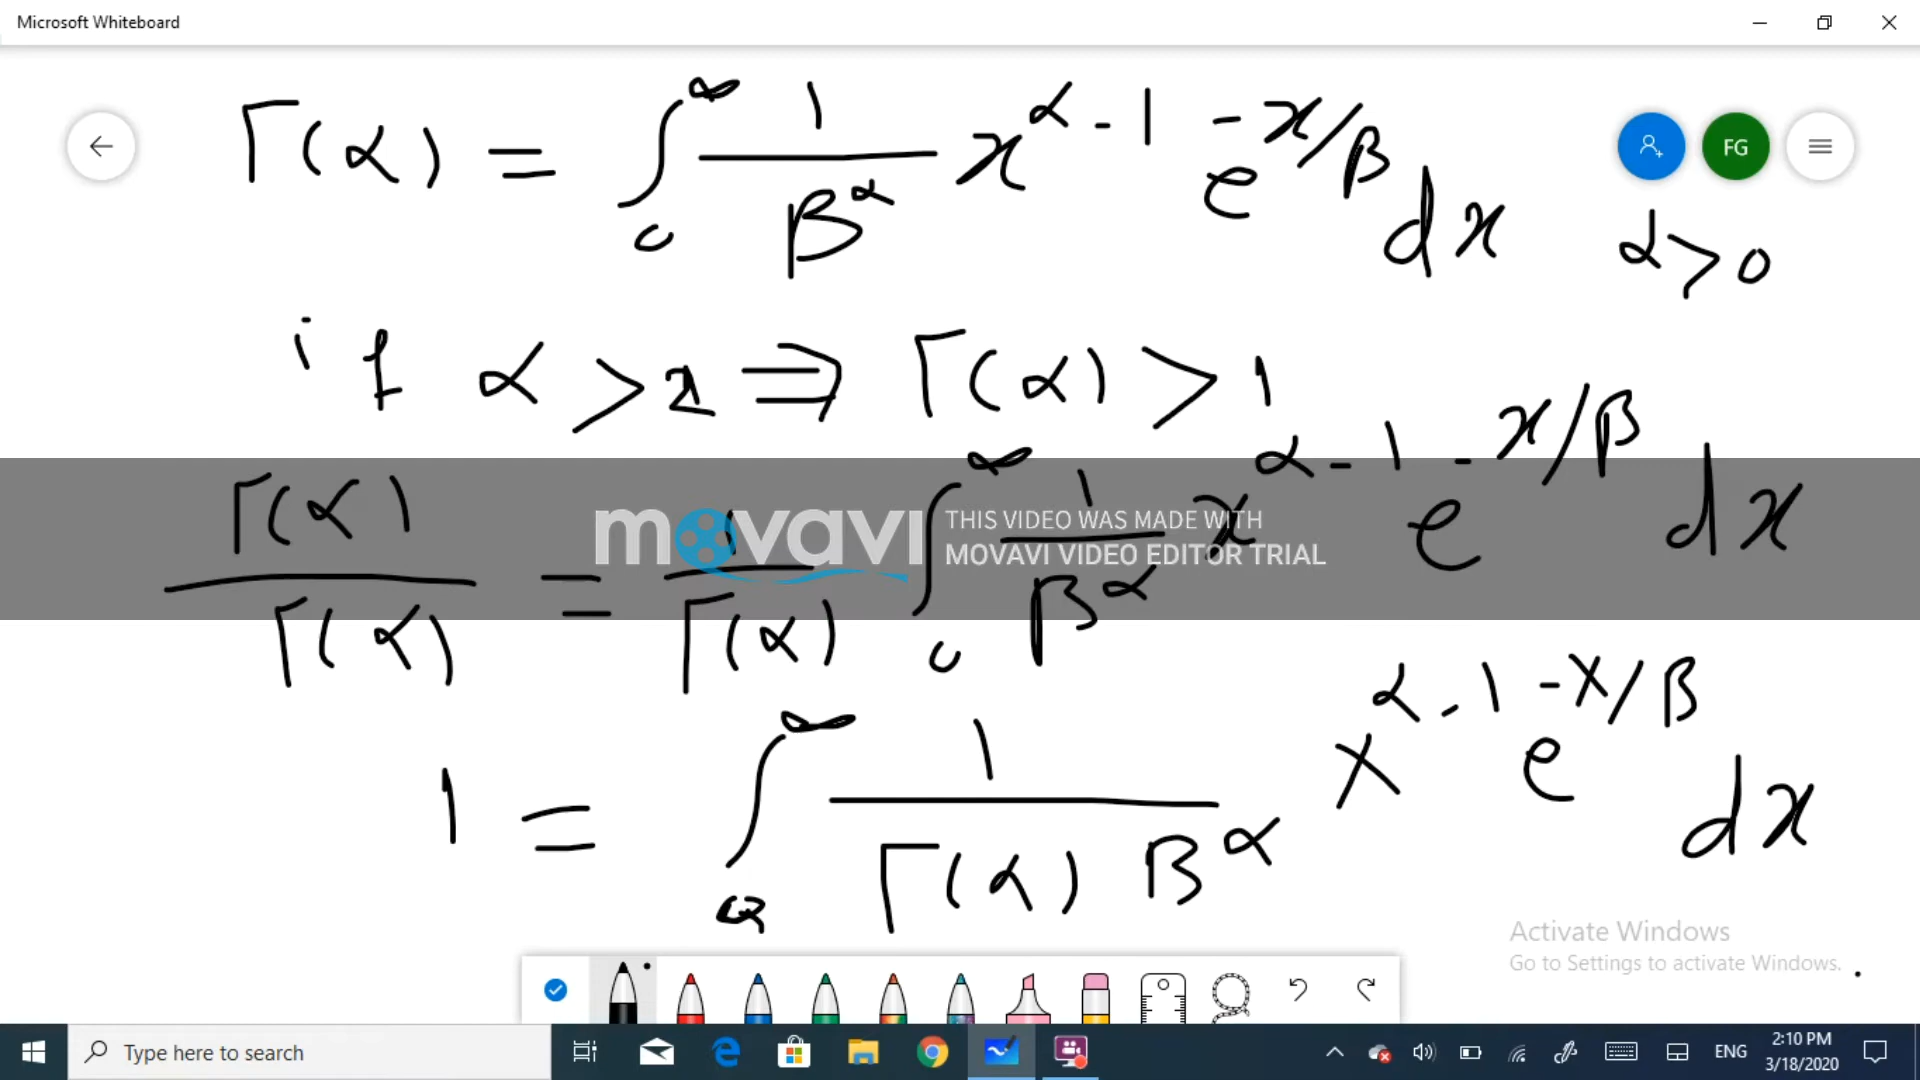 Microsoft Whiteboard
Γ(α) = ∫₀^∞ 1/β^α x^(α-1) e^(-x/β) dx α>0
FG
if α > 2 ⇒ Γ(α) > 1
Γ(α)/Γ(α) = 1/Γ(α) ∫₀^∞ 1/β^α x^(α-1) e^(-x/β) dx
movavi THIS VIDEO WAS MADE WITH
MOVAVI VIDEO EDITOR TRIAL
1 = ∫^∞ 1/(Γ(α) β^α) x^(α-1) e^(-x/β) dx
Activate Windows
Go to Settings to activate Windows.
Type here to search
ENG
2:10 PM
3/18/2020